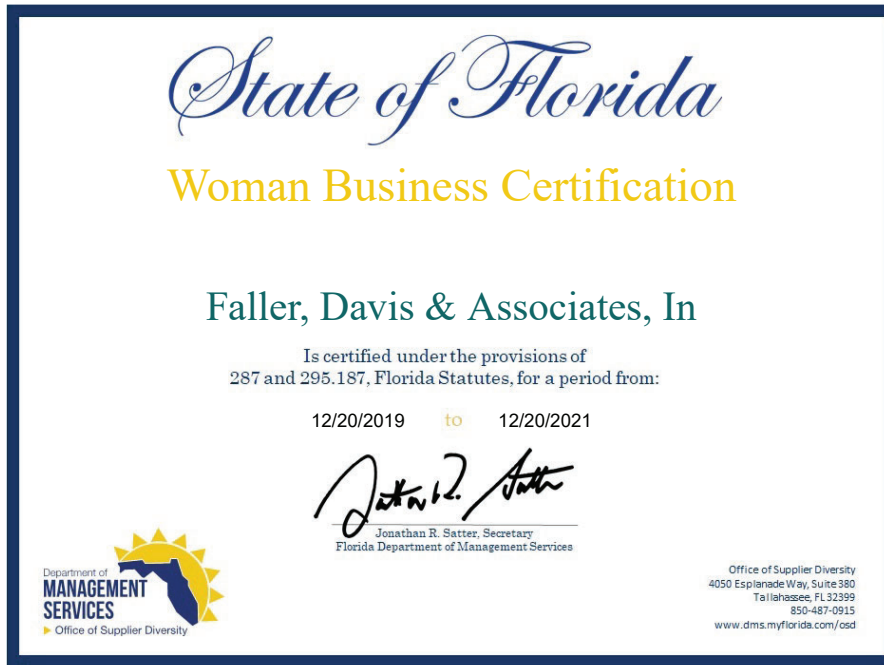 State of Florida
Woman Business Certification
Faller, Davis & Associates, In
Is certified under the provisions of
287 and 295.187, Florida Statutes, for a period from:
12/20/2019 to 12/20/2021
Jonathan R. Satter, Secretary
Florida Department of Management Services
Department of
MANAGEMENT
SERVICES
Office of Supplier Diversity
Office of Supplier Diversity
4050 Esplanade Way, Suite 380
Tallahassee, FL 32399
850-487-0915
www.dms.myflorida.com/osd